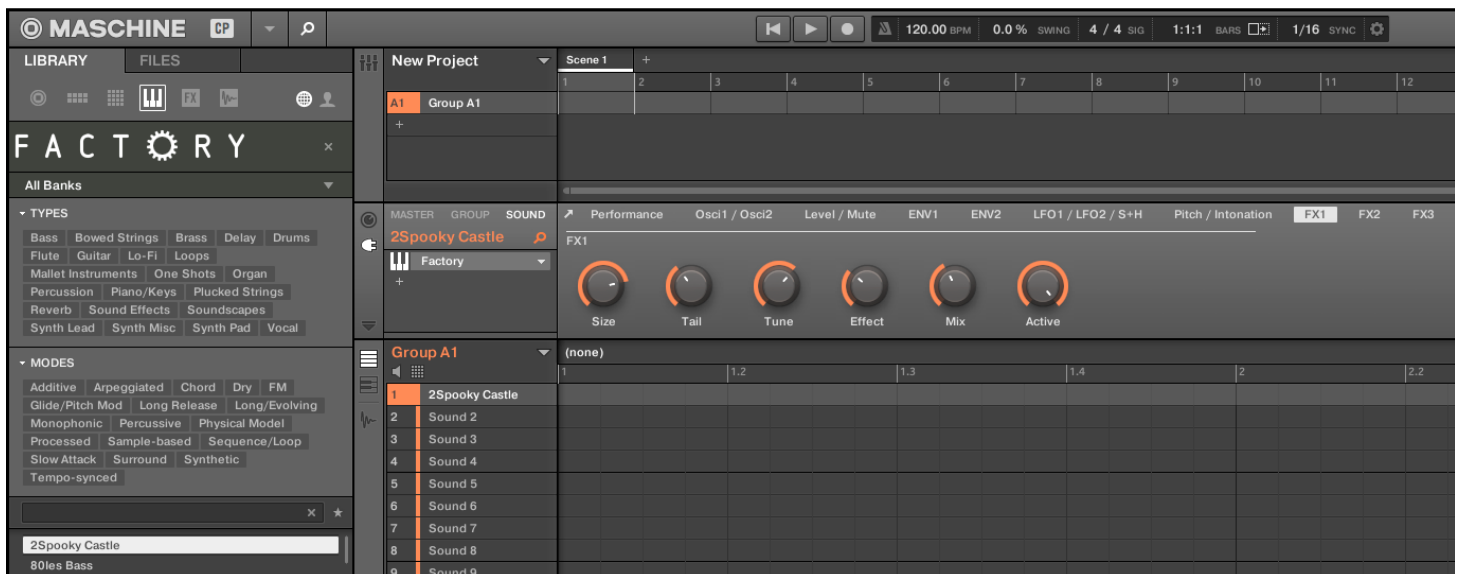 MASCHINE CP
120.00 BPM 0.0 % SWING 4 / 4 SIG 1:1:1 BARS 1/16 SYNC
LIBRARY FILES
FX
FACTORY ×
All Banks
TYPES
Bass Bowed Strings Brass Delay Drums
Flute Guitar Lo-Fi Loops
Mallet Instruments One Shots Organ
Percussion Piano/Keys Plucked Strings
Reverb Sound Effects Soundscapes
Synth Lead Synth Misc Synth Pad Vocal
MODES
Additive Arpeggiated Chord Dry FM
Glide/Pitch Mod Long Release Long/Evolving
Monophonic Percussive Physical Model
Processed Sample-based Sequence/Loop
Slow Attack Surround Synthetic
Tempo-synced
×
2Spooky Castle
80ies Bass
New Project
A1 Group A1
+
Scene 1 +
1 2 3 4 5 6 7 8 9 10 11 12
MASTER GROUP SOUND
2Spooky Castle
Factory
+
Performance Osci1 / Osci2 Level / Mute ENV1 ENV2 LFO1 / LFO2 / S+H Pitch / Intonation FX1 FX2 FX3
FX1
Size Tail Tune Effect Mix Active
Group A1
(none)
1 1.2 1.3 1.4 2 2.2
1 2Spooky Castle
2 Sound 2
3 Sound 3
4 Sound 4
5 Sound 5
6 Sound 6
7 Sound 7
8 Sound 8
9 Sound 9